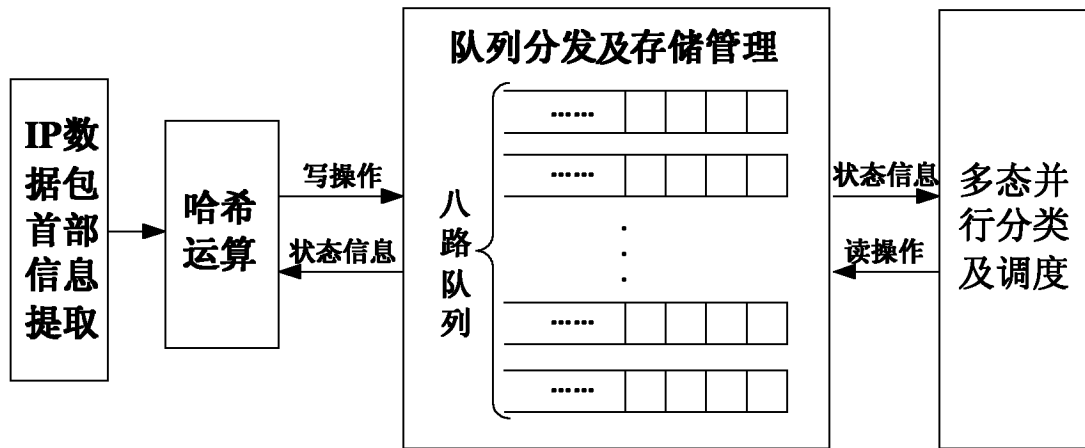 IP数
据包
首部
信息
提取
哈希
运算
写操作
状态信息
队列分发及存储管理
八
路
队
列
……
……
……
……
状态信息
读操作
多态并
行分类
及调度